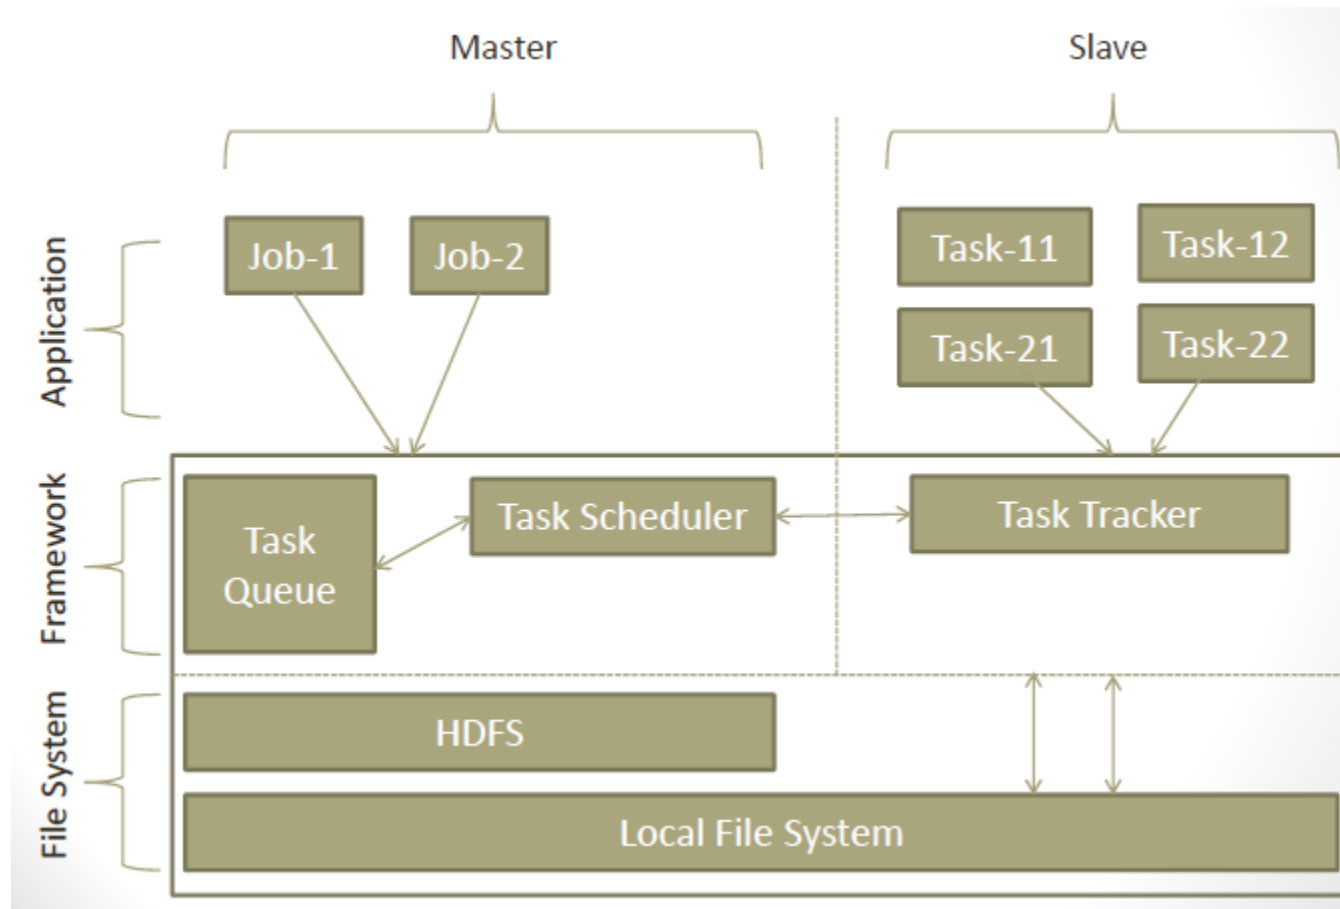 Master
Slave
Application
Job-1
Job-2
Task-11
Task-12
Task-21
Task-22
Framework
Task
Queue
Task Scheduler
Task Tracker
File System
HDFS
Local File System